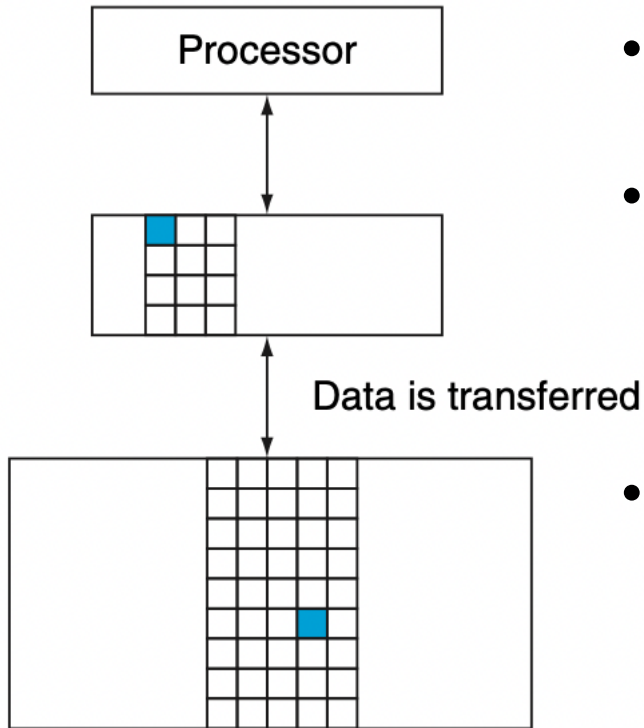 Processor
•
•
Data is transferred
•